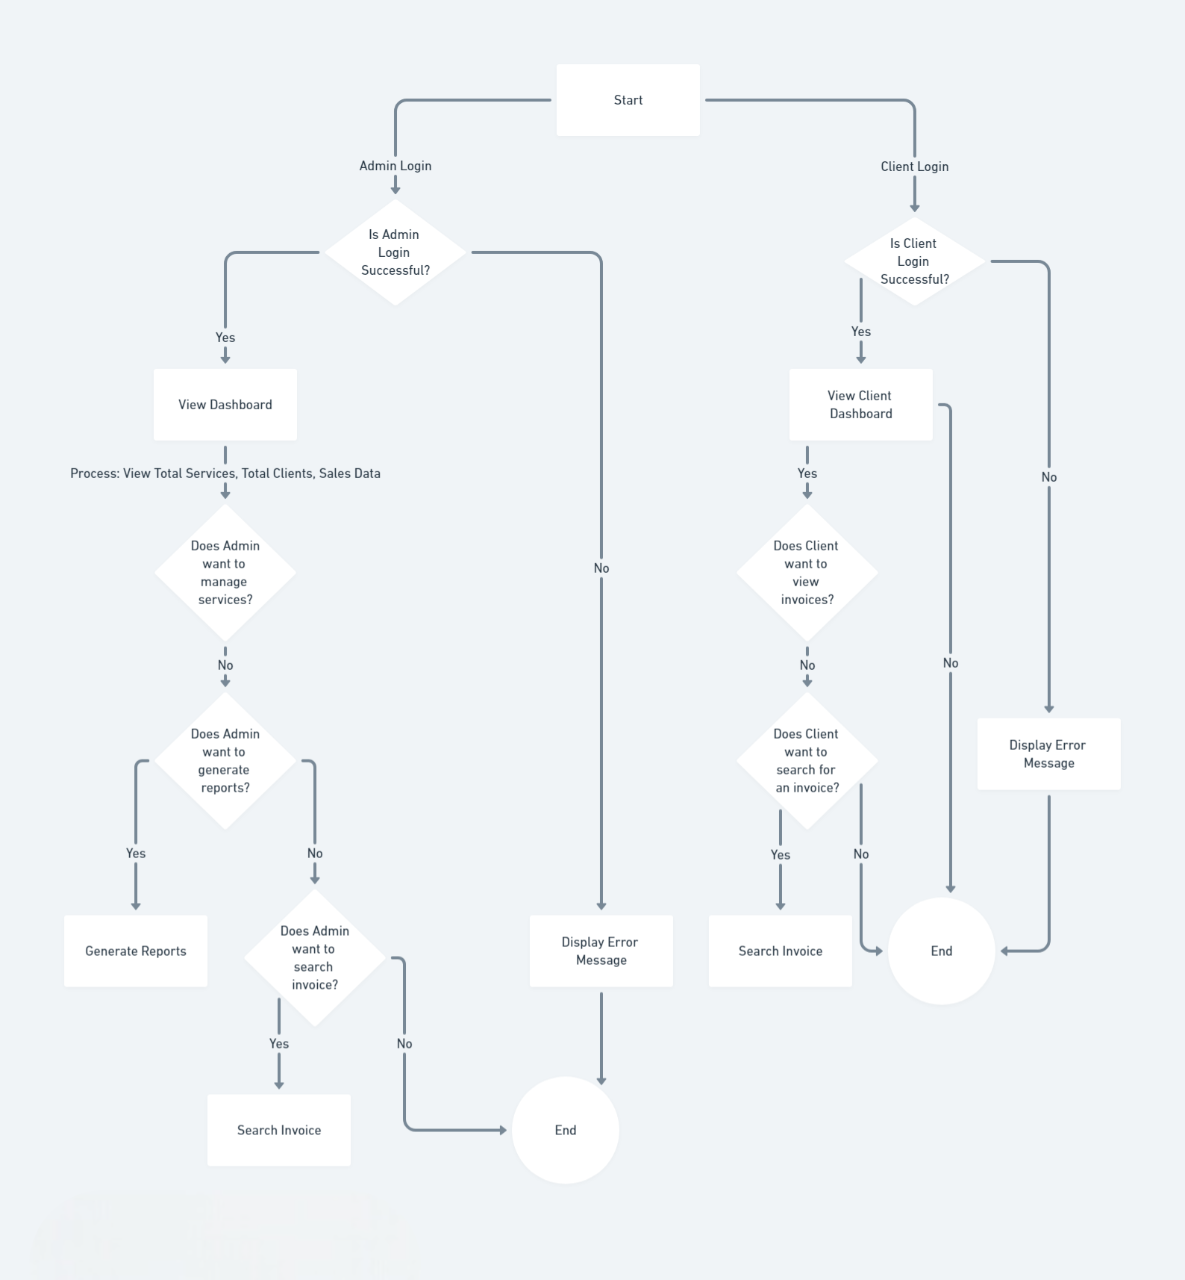 Start
Admin Login
Client Login
Is Admin
Login
Successful?
Is Client
Login
Successful?
Yes
Yes
View Dashboard
View Client
Dashboard
Process: View Total Services, Total Clients, Sales Data
Yes
No
Does Admin
want to
manage
services?
Does Client
want to
view
invoices?
No
No
No
No
Does Admin
want to
generate
reports?
Does Client
want to
search for
an invoice?
Display Error
Message
Yes
No
Yes
No
Generate Reports
Does Admin
want to
search
invoice?
Display Error
Message
Search Invoice
End
Yes
No
Search Invoice
End